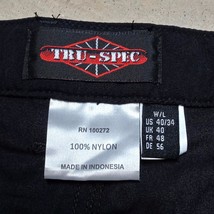 TRU-SPEC
RN 100272
100% NYLON
MADE IN INDONESIA
W/L
US 40/34
UK 40
FR 48
DE 56